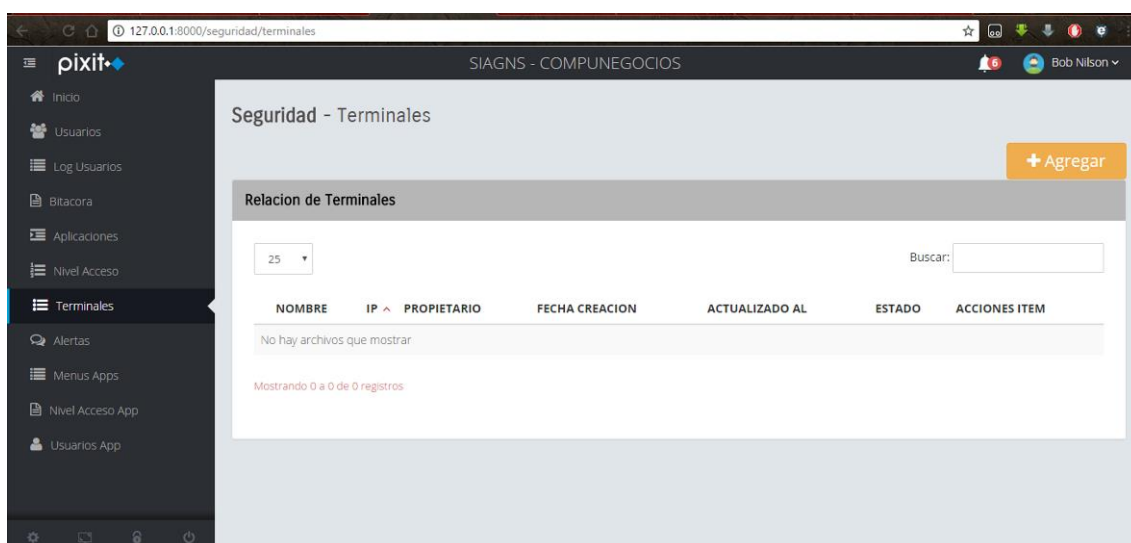 127.0.0.1:8000/seguridad/terminales
pixit
SIAGNS - COMPUNEGOCIOS
6
Bob Nilson
Inicio
Usuarios
Log Usuarios
Bitacora
Aplicaciones
Nivel Acceso
Terminales
Alertas
Menus Apps
Nivel Acceso App
Usuarios App
Seguridad - Terminales
Agregar
Relacion de Terminales
25
Buscar:
NOMBRE IP PROPIETARIO FECHA CREACION ACTUALIZADO AL ESTADO ACCIONES ITEM
No hay archivos que mostrar
Mostrando 0 a 0 de 0 registros